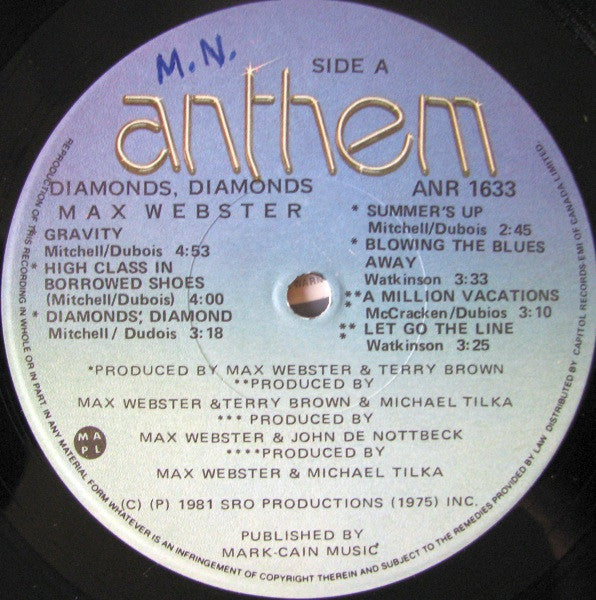 M.N.
SIDE A
anthem
DIAMONDS, DIAMONDS
ANR 1633
MAX WEBSTER
* GRAVITY
Mitchell/Dubois 4:53
* HIGH CLASS IN
BORROWED SHOES
(Mitchell/Dubois) 4:00
* DIAMONDS, DIAMOND
Mitchell/ Dudois 3:18
* SUMMER'S UP
Mitchell/Dubois 2:45
* BLOWING THE BLUES
AWAY
Watkinson 3:33
**A MILLION VACATIONS
McCracken/Dubios 3:10
** LET GO THE LINE
Watkinson 3:25
*PRODUCED BY MAX WEBSTER & TERRY BROWN
**PRODUCED BY
MAX WEBSTER &TERRY BROWN & MICHAEL TILKA
*** PRODUCED BY
MAX WEBSTER & JOHN DE NOTTBECK
****PRODUCED BY
MAX WEBSTER & MICHAEL TILKA
MAPL
(C) (P) 1981 SRO PRODUCTIONS (1975) INC.
PUBLISHED BY
MARK-CAIN MUSIC
REPRODUCTION OF THIS RECORDING IN WHOLE OR IN PART IN ANY MATERIAL FORM WHATEVER IS AN INFRINGEMENT OF COPYRIGHT THEREIN AND SUBJECT TO THE REMEDIES PROVIDED BY LAW DISTRIBUTED BY CAPITOL RECORDS EMI OF CANADA LIMITED.